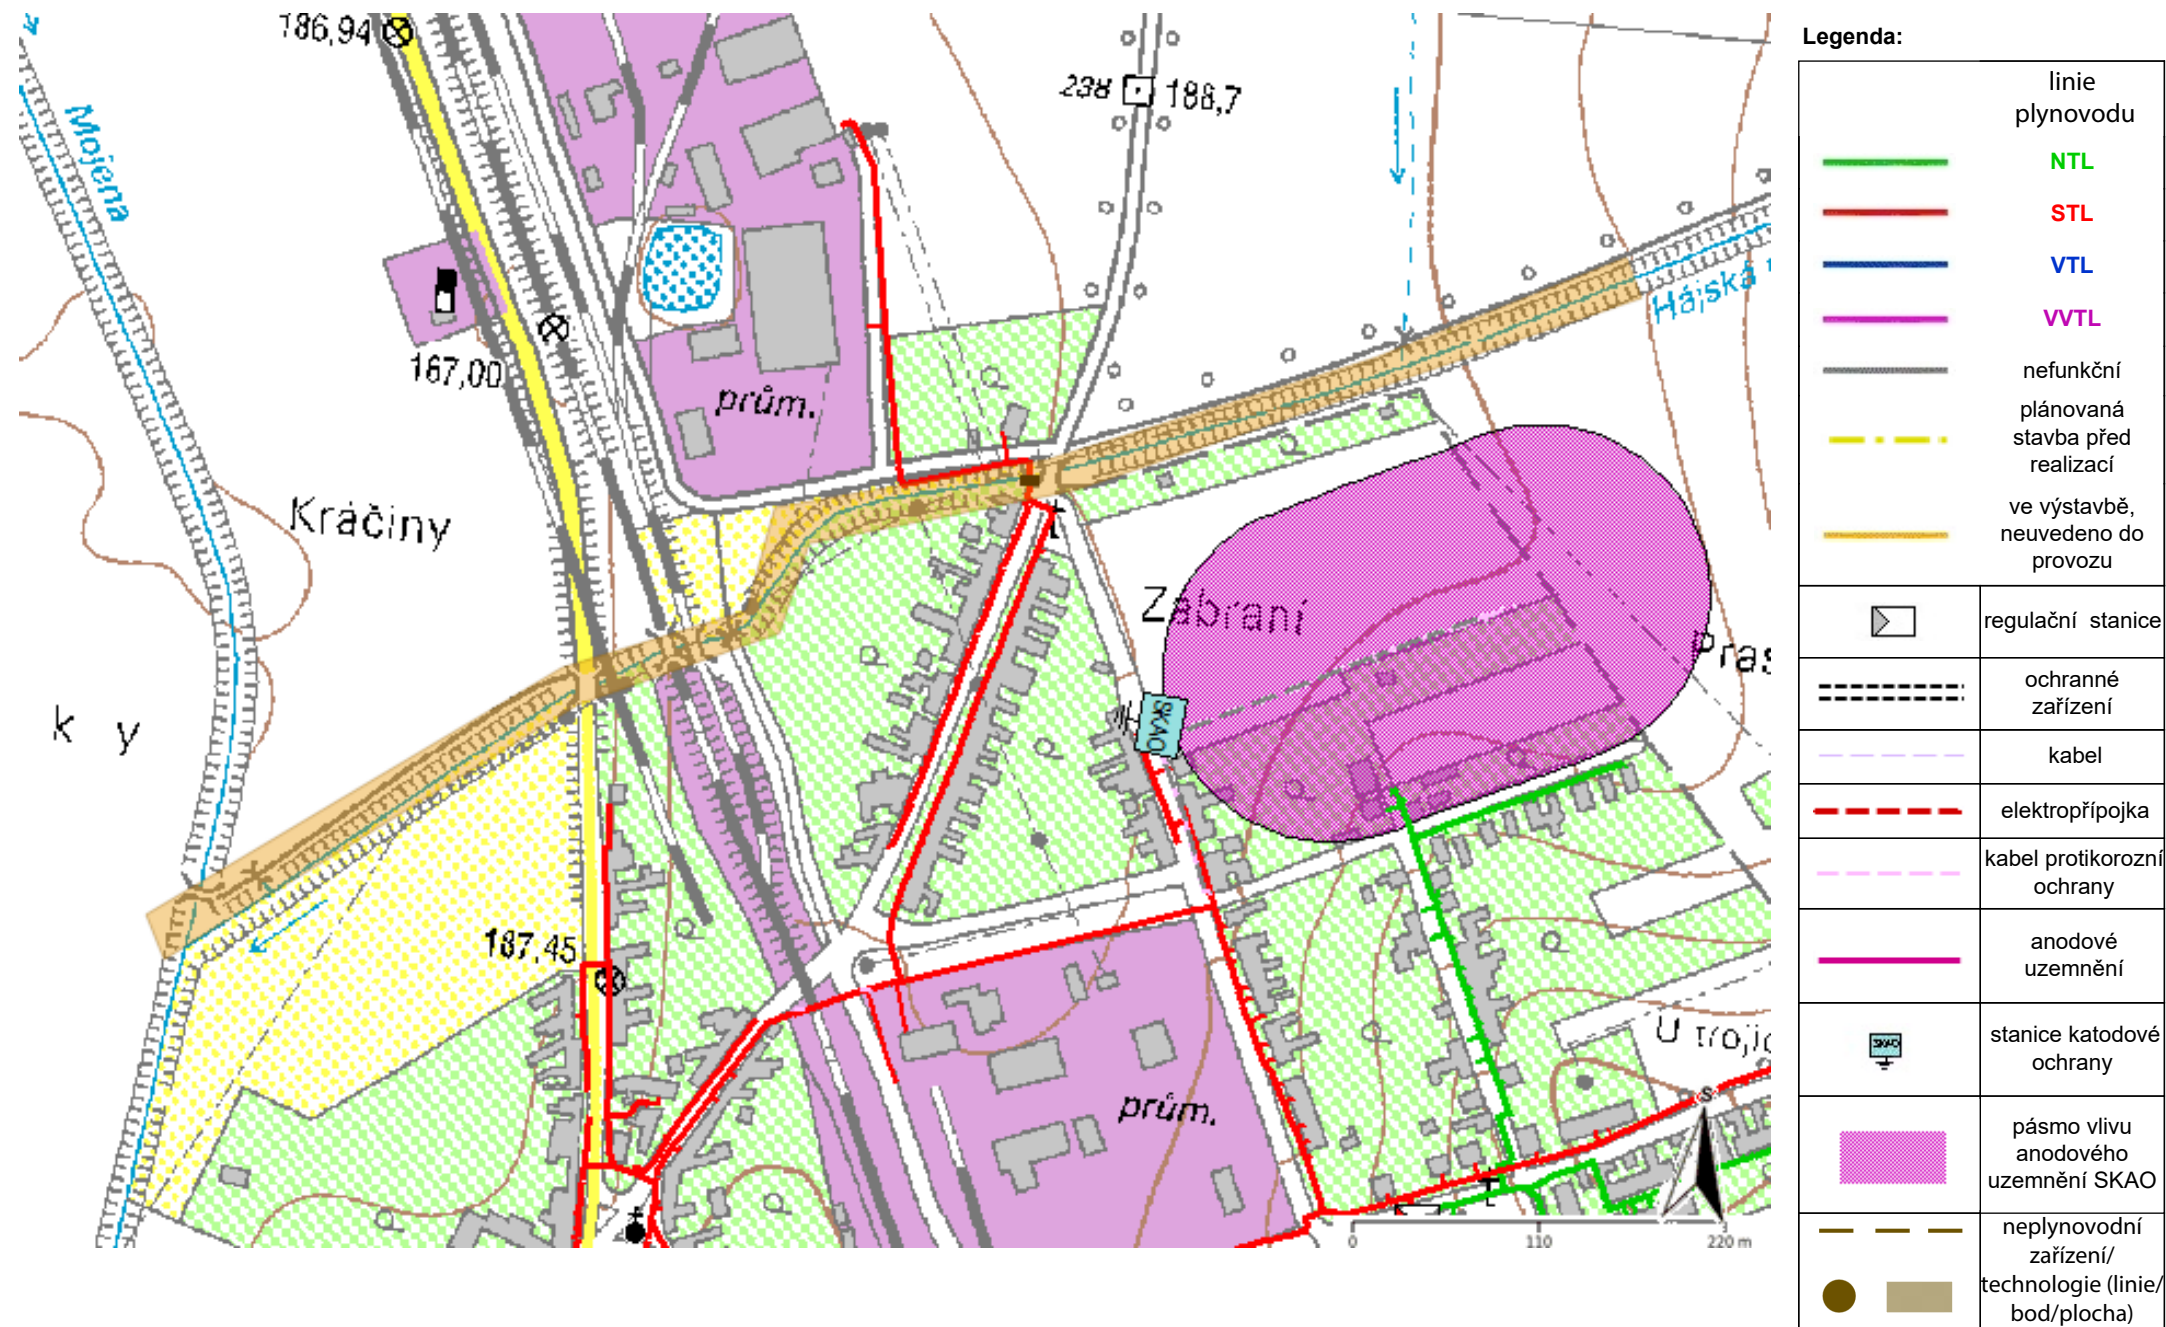 186,94
238
188,7
Mojena
Hájská
167,00
prům.
Kráčiny
Zábraní
k y
SKAO
187,45
U trojic
prům.
S
0
110
220 m
Legenda:
linie
plynovodu
NTL
STL
VTL
VVTL
nefunkční
plánovaná
stavba před
realizací
ve výstavbě,
neuvedeno do
provozu
regulační stanice
ochranné
zařízení
kabel
elektropřípojka
kabel protikorozní
ochrany
anodové
uzemnění
SKAO
stanice katodové
ochrany
pásmo vlivu
anodového
uzemnění SKAO
neplynovodní
zařízení/
technologie (linie/
bod/plocha)